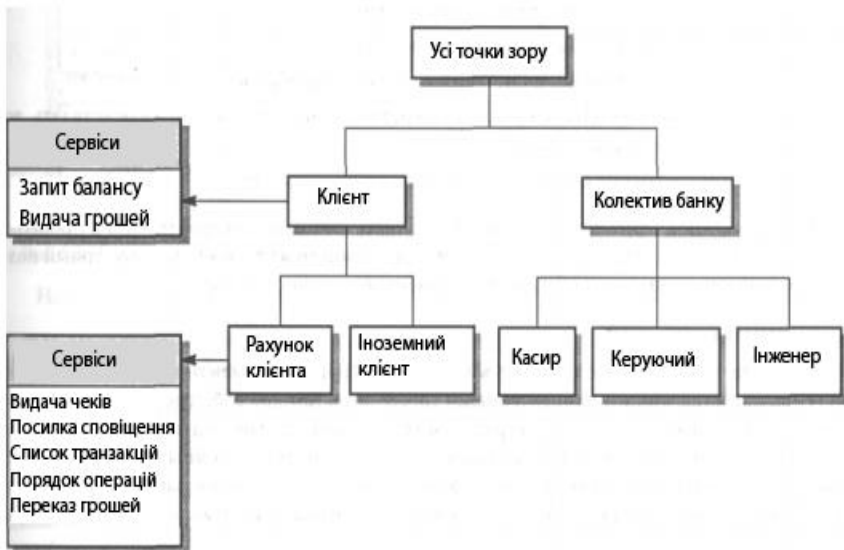 Усі точки зору
Сервіси
Запит балансу
Видача грошей
Клієнт
Колектив банку
Сервіси
Видача чеків
Посилка сповіщення
Список транзакцій
Порядок операцій
Переказ грошей
Рахунок
клієнта
Іноземний
клієнт
Касир
Керуючий
Інженер